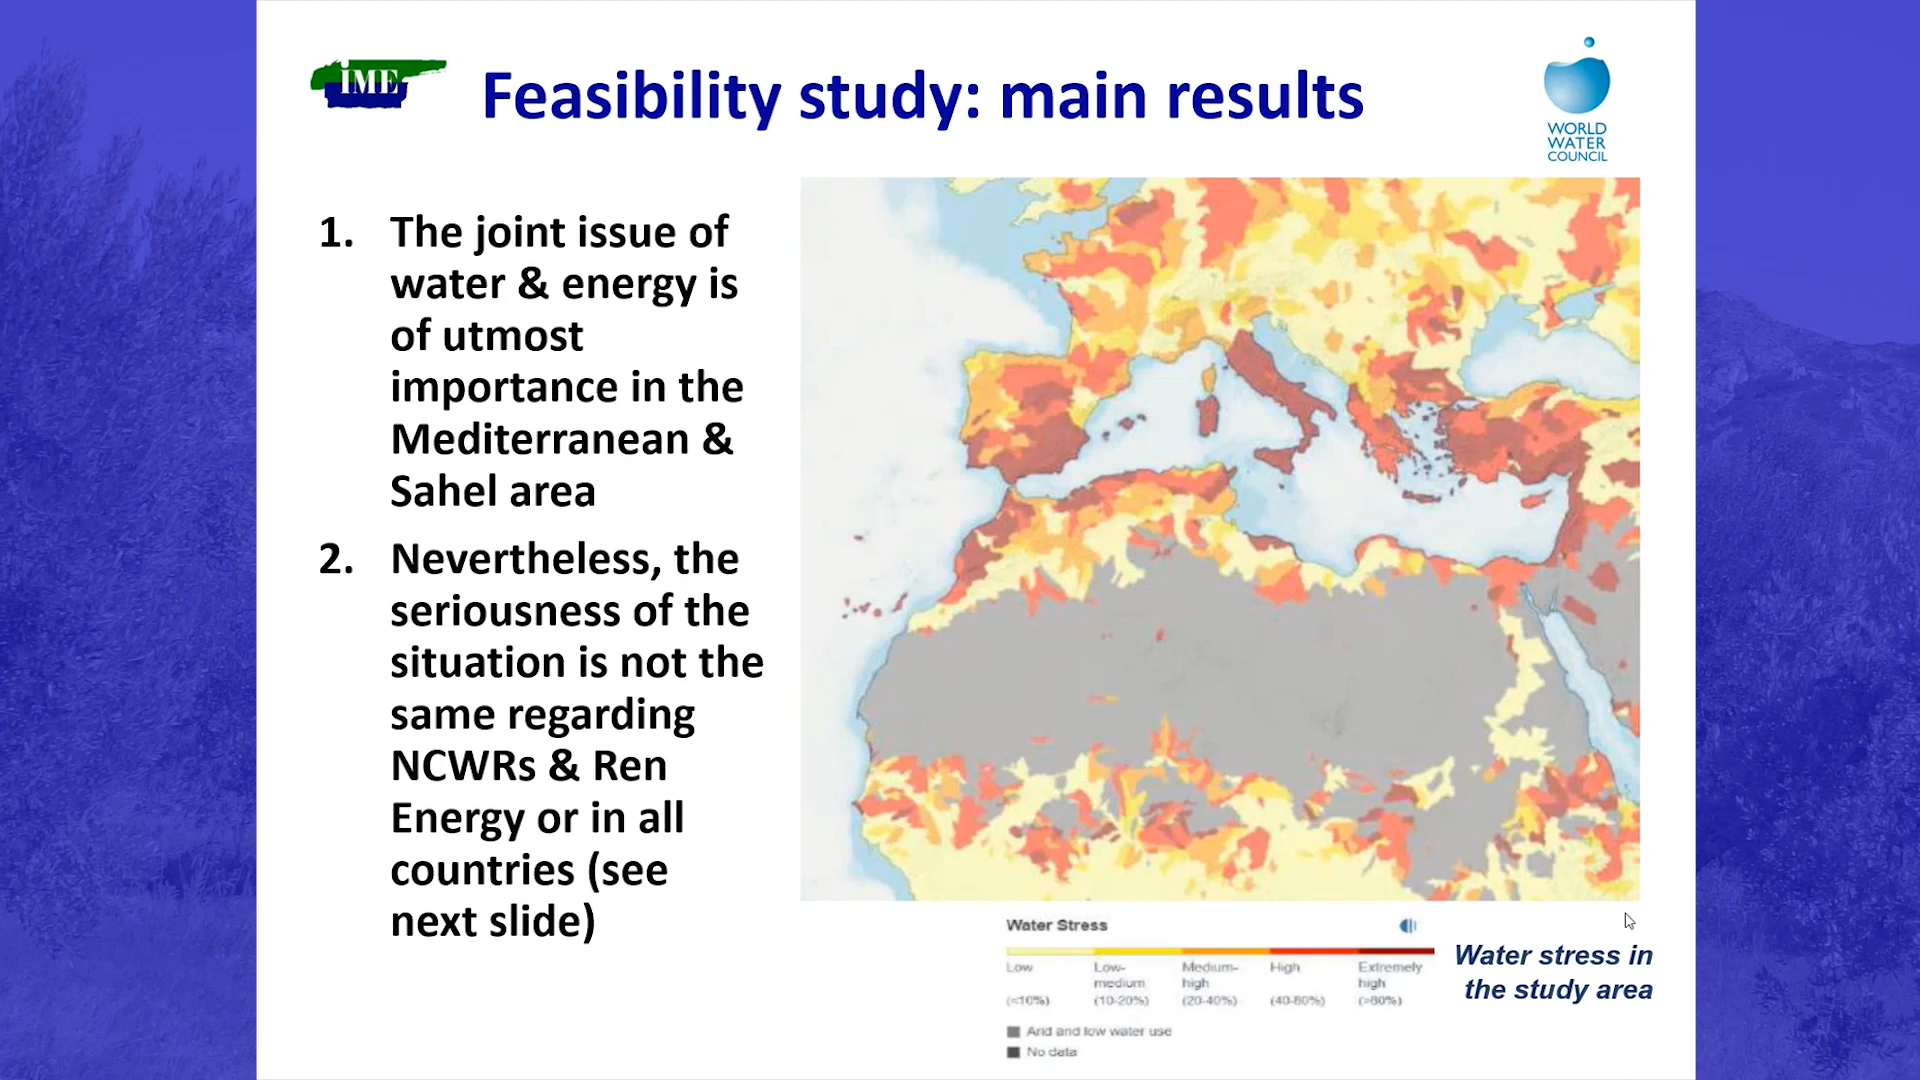 iME
Feasibility study: main results
WORLD
WATER
COUNCIL
1. The joint issue of
water & energy is
of utmost
importance in the
Mediterranean &
Sahel area
2. Nevertheless, the
seriousness of the
situation is not the
same regarding
NCWRs & Ren
Energy or in all
countries (see
next slide)
Water Stress
Low Low- Medium- High Extremely
medium high high
(<10%) (10-20%) (20-40%) (40-80%) (>80%)
Arid and low water use
No data
Water stress in
the study area